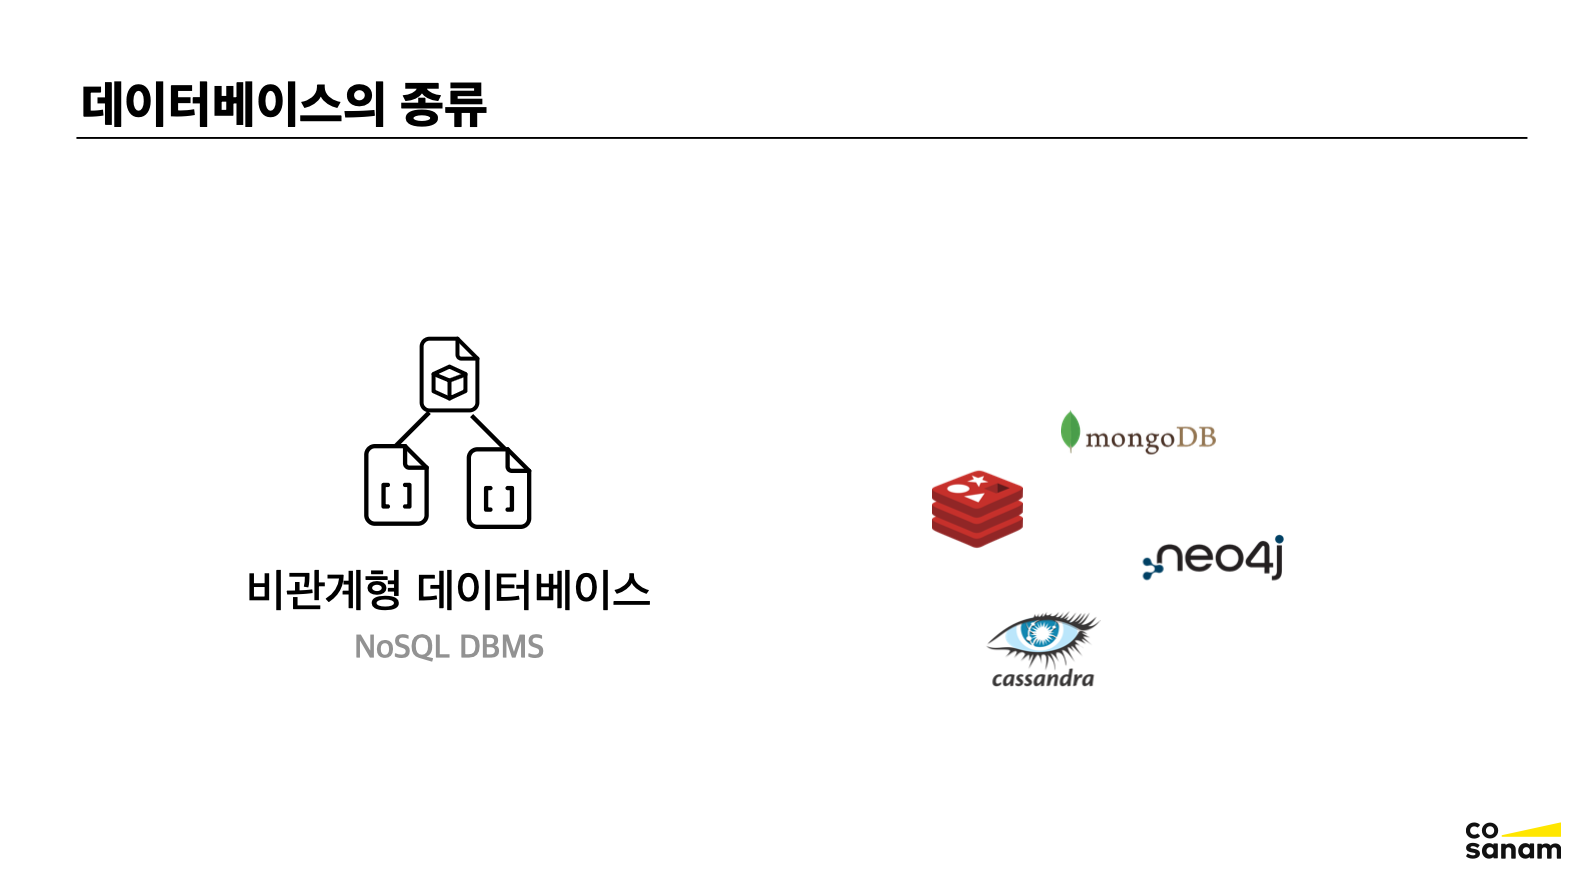 데이터베이스의 종류
[ ]
[ ]
비관계형 데이터베이스
NoSQL DBMS
mongoDB
neo4j
cassandra
co
sanam